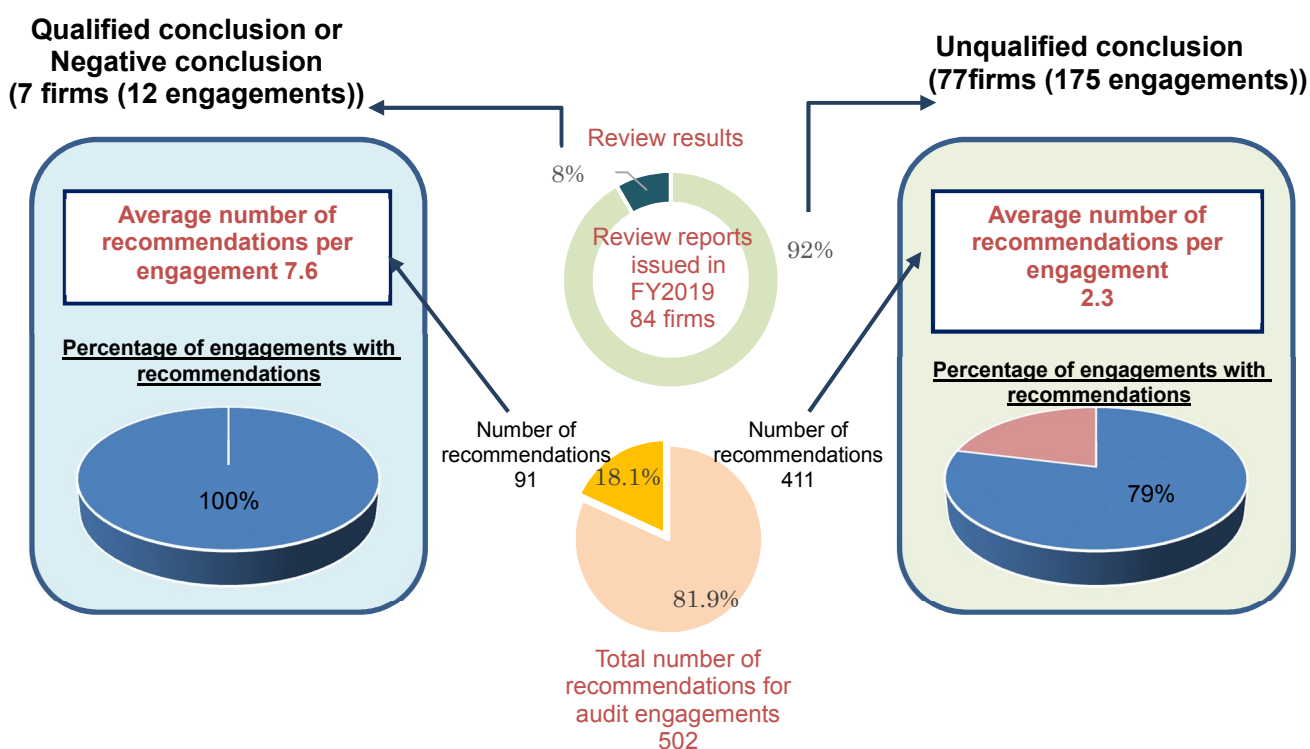 Qualified conclusion or
Negative conclusion
(7 firms (12 engagements))
Unqualified conclusion
(77firms (175 engagements))
Review results
8%
92%
Review reports
issued in
FY2019
84 firms
Average number of
recommendations per
engagement 7.6
Percentage of engagements with
recommendations
100%
Average number of
recommendations per
engagement
2.3
Percentage of engagements with
recommendations
79%
Number of
recommendations
91
Number of
recommendations
411
18.1%
81.9%
Total number of
recommendations for
audit engagements
502